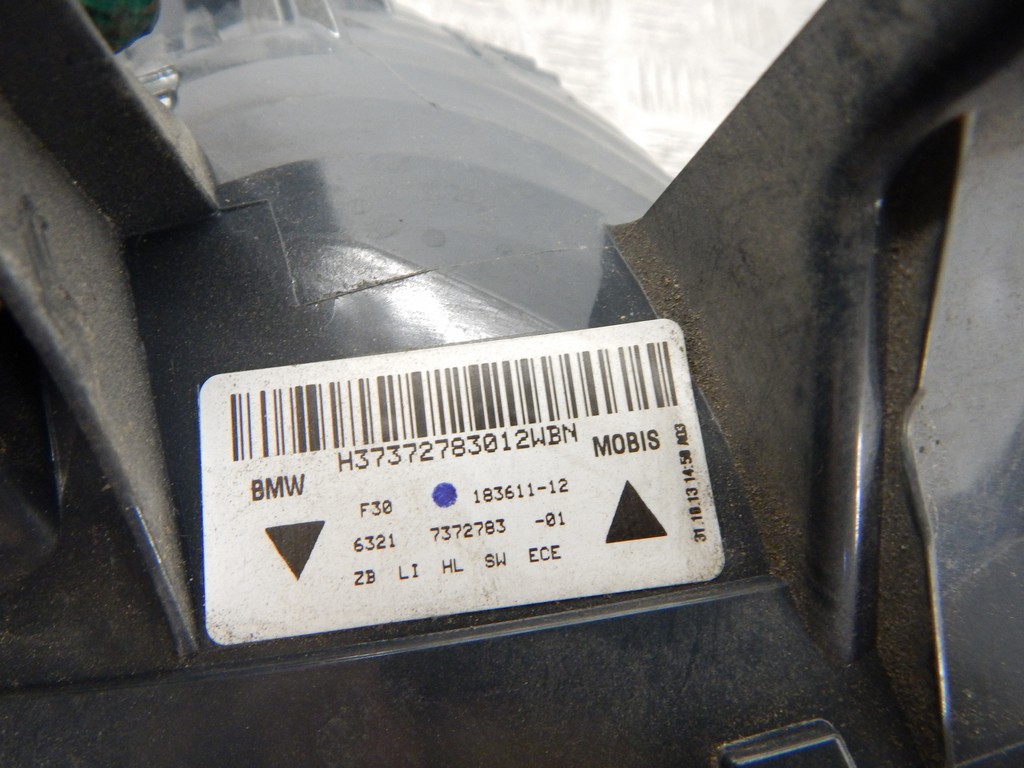 H37372783012WBN
BMW
MOBIS
F30 183611-12
6321 7372783 -01
ZB LI HL SW ECE
31.10.13 14:58 A03